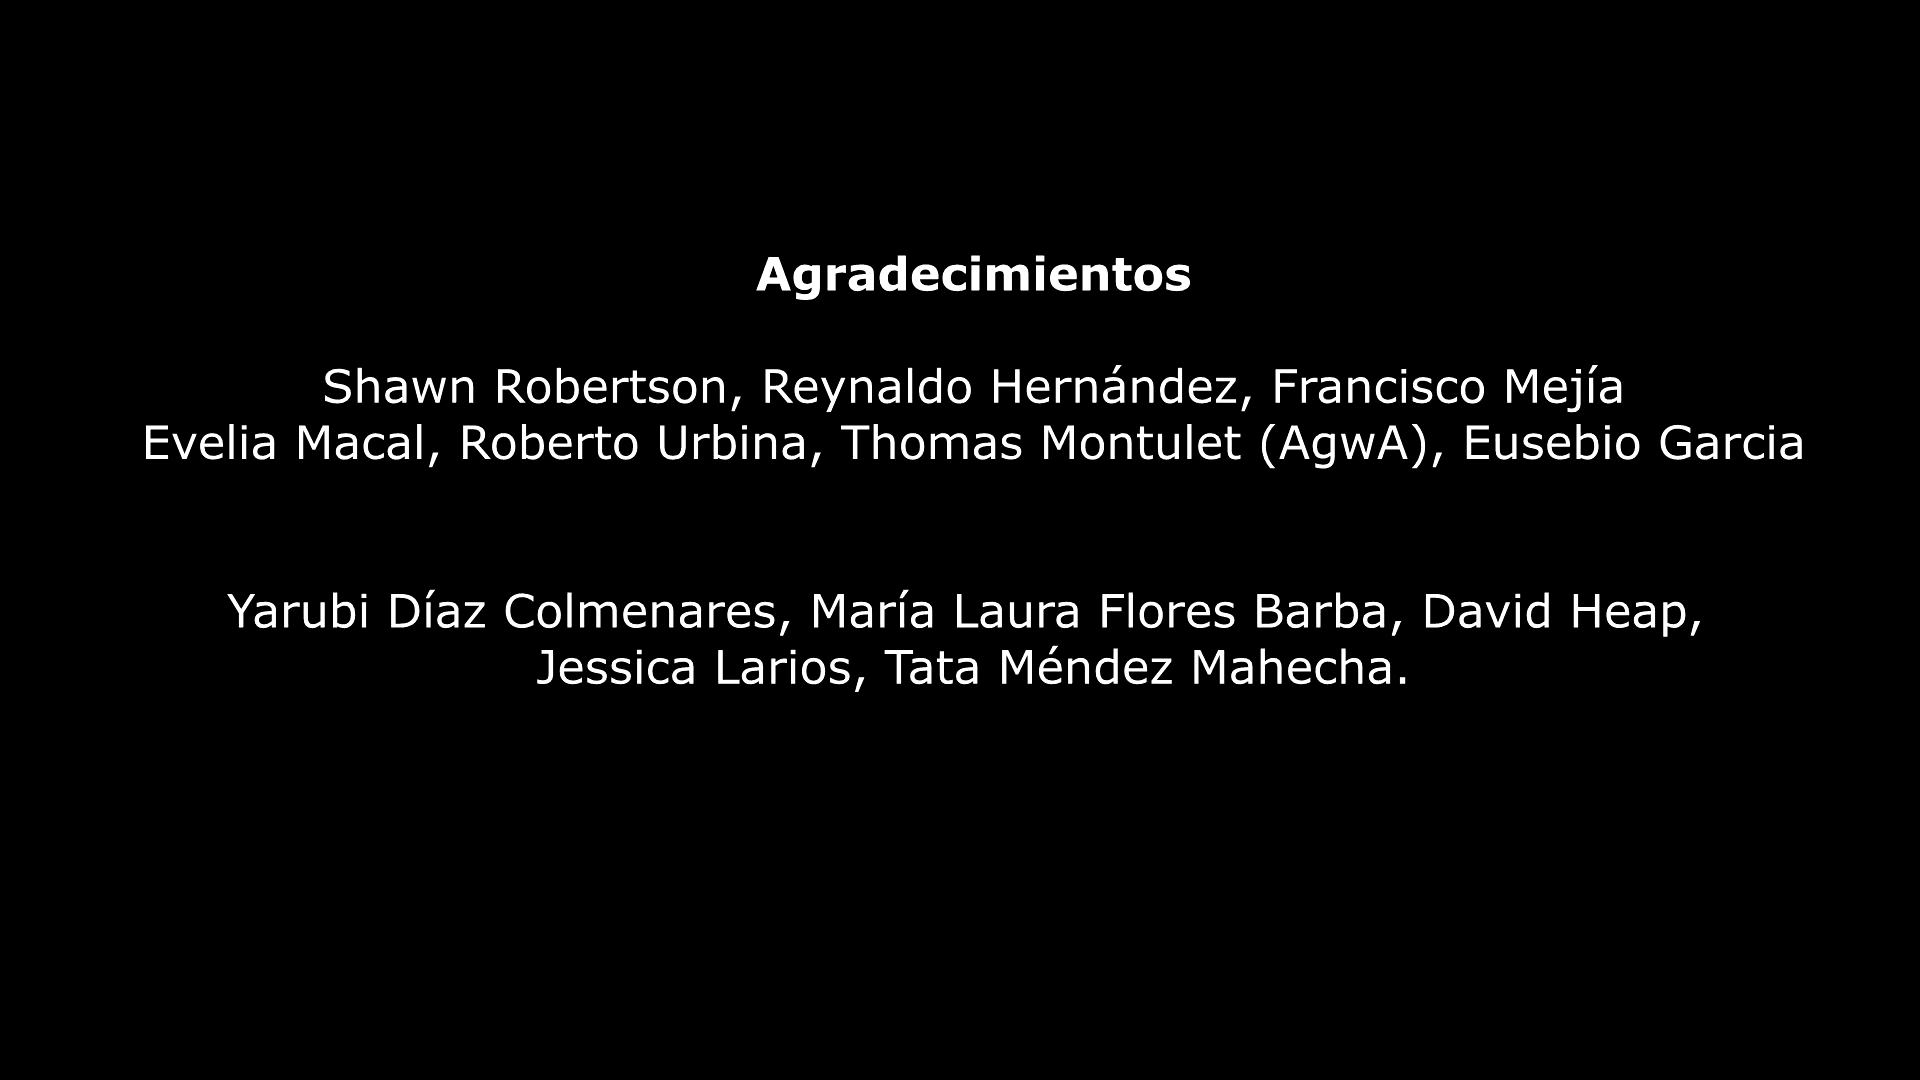 Agradecimientos
Shawn Robertson, Reynaldo Hernández, Francisco Mejía
Evelia Macal, Roberto Urbina, Thomas Montulet (AgwA), Eusebio Garcia
Yarubi Díaz Colmenares, María Laura Flores Barba, David Heap,
Jessica Larios, Tata Méndez Mahecha.